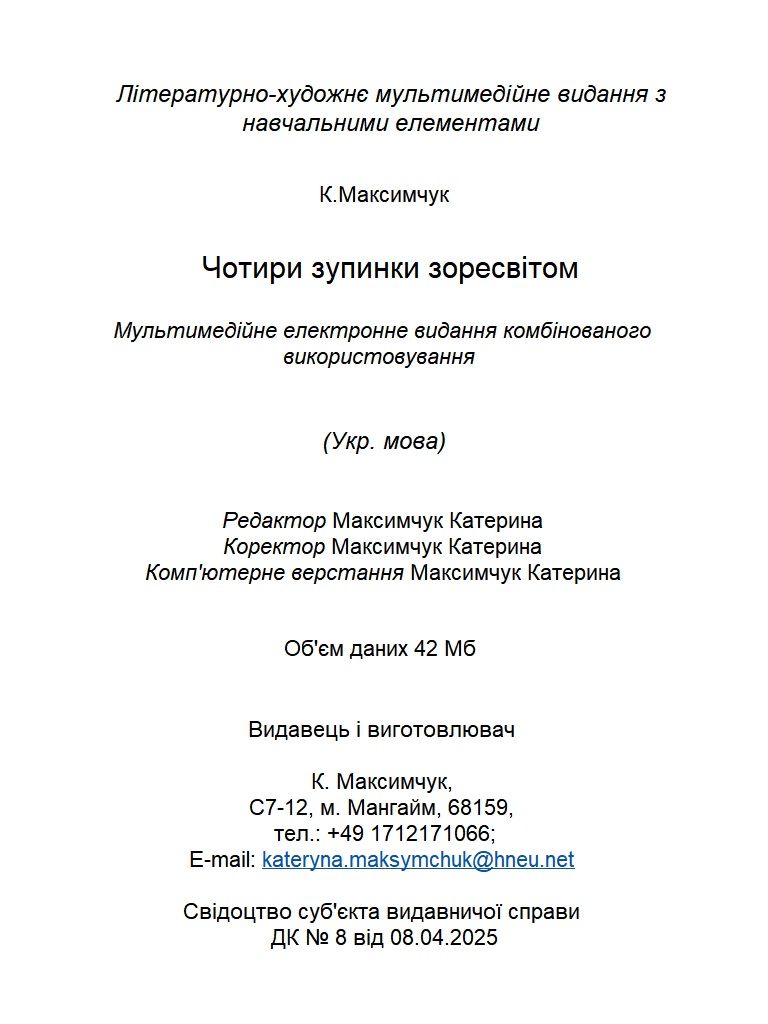 Літературно-художнє мультимедійне видання з
навчальними елементами
К.Максимчук
Чотири зупинки зоресвітом
Мультимедійне електронне видання комбінованого
використовування
(Укр. мова)
Редактор Максимчук Катерина
Коректор Максимчук Катерина
Комп'ютерне верстання Максимчук Катерина
Об'єм даних 42 Мб
Видавець і виготовлювач
К. Максимчук,
С7-12, м. Мангайм, 68159,
тел.: +49 1712171066;
E-mail: kateryna.maksymchuk@hneu.net
Свідоцтво суб'єкта видавничої справи
ДК № 8 від 08.04.2025